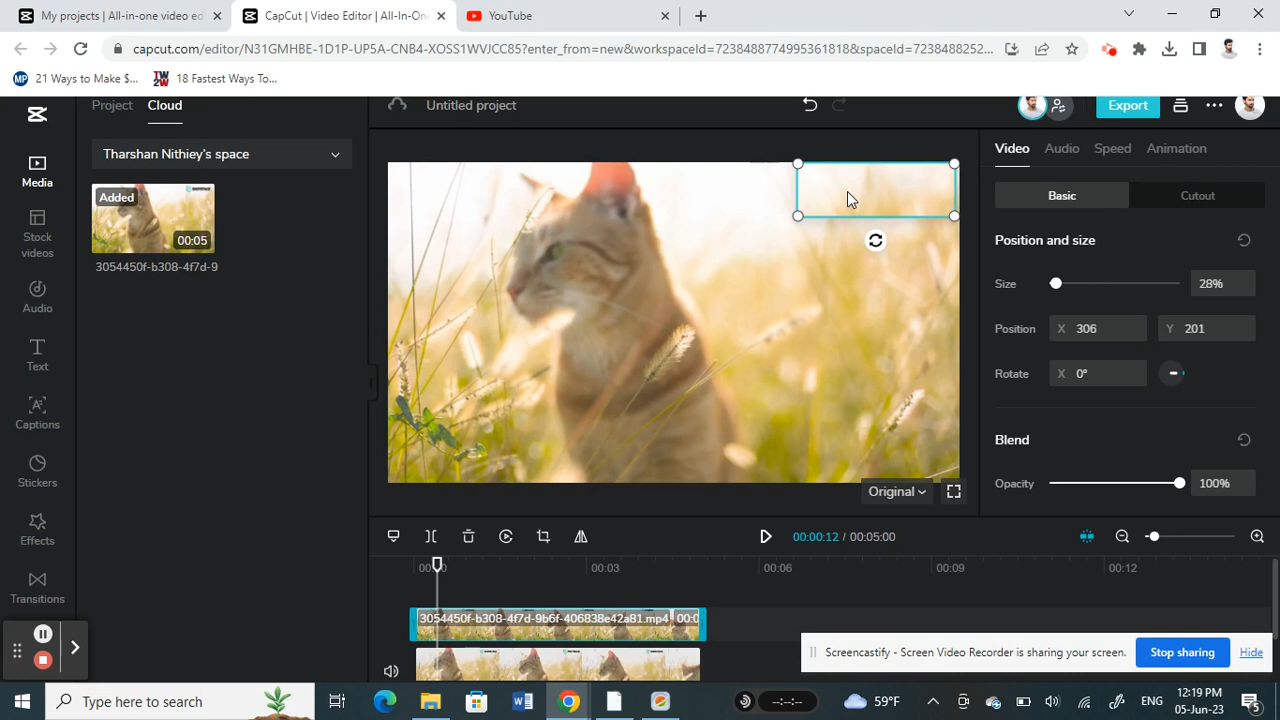 My projects | All-in-one video ed
CapCut | Video Editor | All-In-On
YouTube
capcut.com/editor/N31GMHBE-1D1P-UP5A-CNB4-XOSS1WVJCC85?enter_from=new&workspaceId=7238488774995361818&spaceId=7238488252...
MP 21 Ways to Make $...
TW2W 18 Fastest Ways To...
Project
Cloud
Untitled project
Export
Tharshan Nithiey's space
Video
Audio
Speed
Animation
Media
Added
00:05
3054450f-b308-4f7d-9
Basic
Cutout
Stock videos
Position and size
Size
28%
Audio
Position
X 306
Y 201
Text
Rotate
X 0°
Captions
Blend
Stickers
Opacity
100%
Original
Effects
00:00:12 / 00:05:00
Transitions
00:03
00:06
00:09
00:12
3054450f-b308-4f7d-9b6f-406838e42a81.mp4
Screencastify - Screen Video Recorder is sharing your screen.
Stop sharing
Hide
Type here to search
--:--:--
59°F
ENG
12:19 PM
05-Jun-23
5